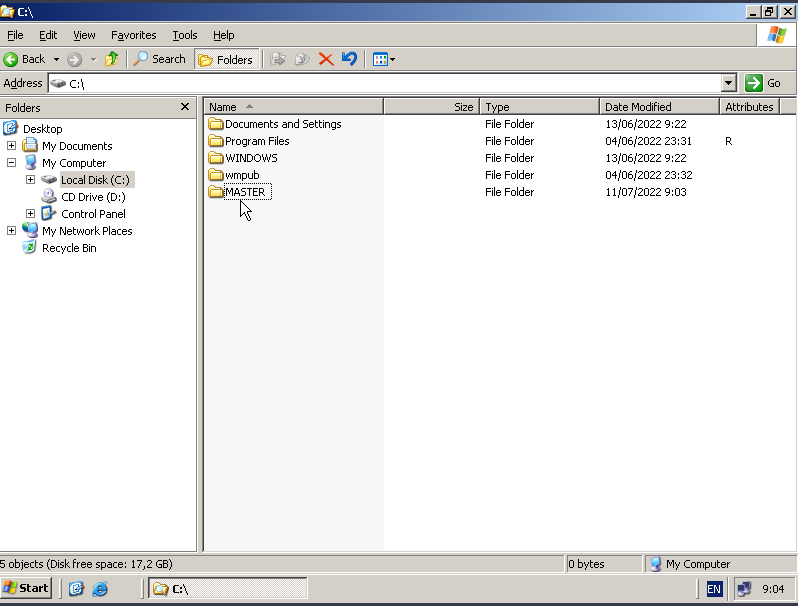 C:\
File Edit View Favorites Tools Help
Back Search Folders
Address C:\ Go
Folders
Desktop
My Documents
My Computer
Local Disk (C:)
CD Drive (D:)
Control Panel
My Network Places
Recycle Bin
Name Size Type Date Modified Attributes
Documents and Settings File Folder 13/06/2022 9:22
Program Files File Folder 04/06/2022 23:31 R
WINDOWS File Folder 13/06/2022 9:22
wmpub File Folder 04/06/2022 23:32
MASTER File Folder 11/07/2022 9:03
5 objects (Disk free space: 17,2 GB) 0 bytes My Computer
Start C:\ EN 9:04